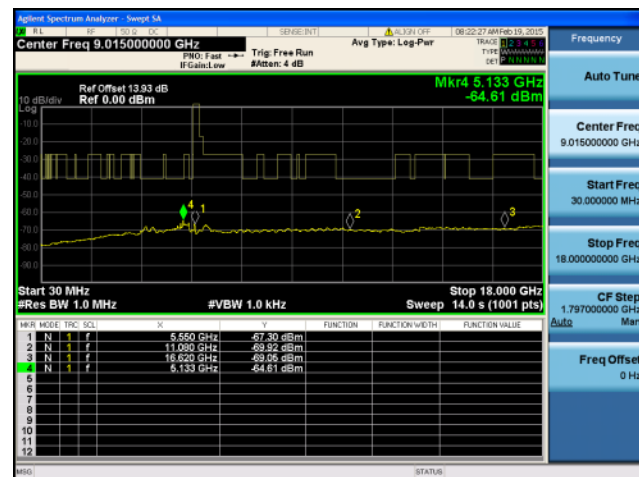 Agilent Spectrum Analyzer - Swept SA
RL RF 50 Ω DC SENSE:INT ALIGN OFF 08:22:27 AM Feb 19, 2015
Center Freq 9.015000000 GHz
PNO: Fast
IFGain:Low
Trig: Free Run
#Atten: 4 dB
Avg Type: Log-Pwr
TRACE 1 2 3 4 5 6
TYPE
DET P N N N N N
Mkr4 5.133 GHz
-64.61 dBm
Ref Offset 13.93 dB
10 dB/div Ref 0.00 dBm
Log
-10.0
-20.0
-30.0
-40.0
-50.0
-60.0
-70.0
-80.0
-90.0
4 1 2 3
Start 30 MHz Stop 18.000 GHz
#Res BW 1.0 MHz #VBW 1.0 kHz Sweep 14.0 s (1001 pts)
MKR MODE TRC SCL X Y FUNCTION FUNCTION WIDTH FUNCTION VALUE
1 N 1 f 5.550 GHz -67.30 dBm
2 N 1 f 11.080 GHz -69.92 dBm
3 N 1 f 16.620 GHz -69.05 dBm
4 N 1 f 5.133 GHz -64.61 dBm
5
6
7
8
9
10
11
12
MSG STATUS
Frequency
Auto Tune
Center Freq
9.015000000 GHz
Start Freq
30.000000 MHz
Stop Freq
18.000000000 GHz
CF Step
1.797000000 GHz
Auto Man
Freq Offset
0 Hz